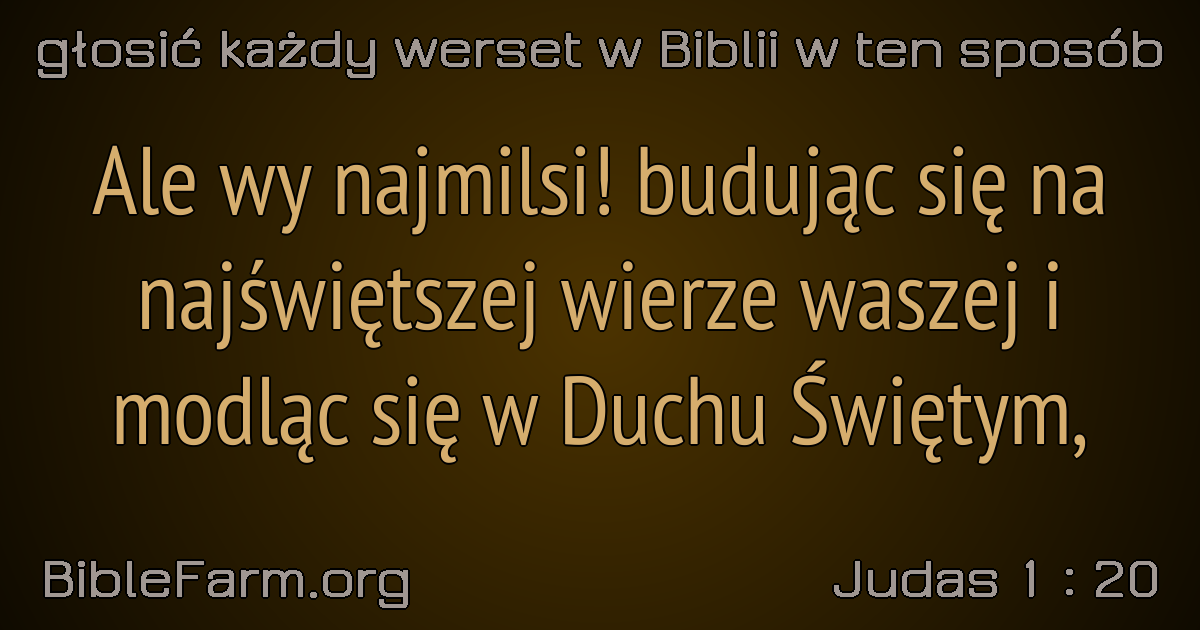 głosić każdy werset w Biblii w ten sposób
Ale wy najmilsi! budując się na
najświętszej wierze waszej i
modląc się w Duchu Świętym,
BibleFarm.org
Judas 1 : 20